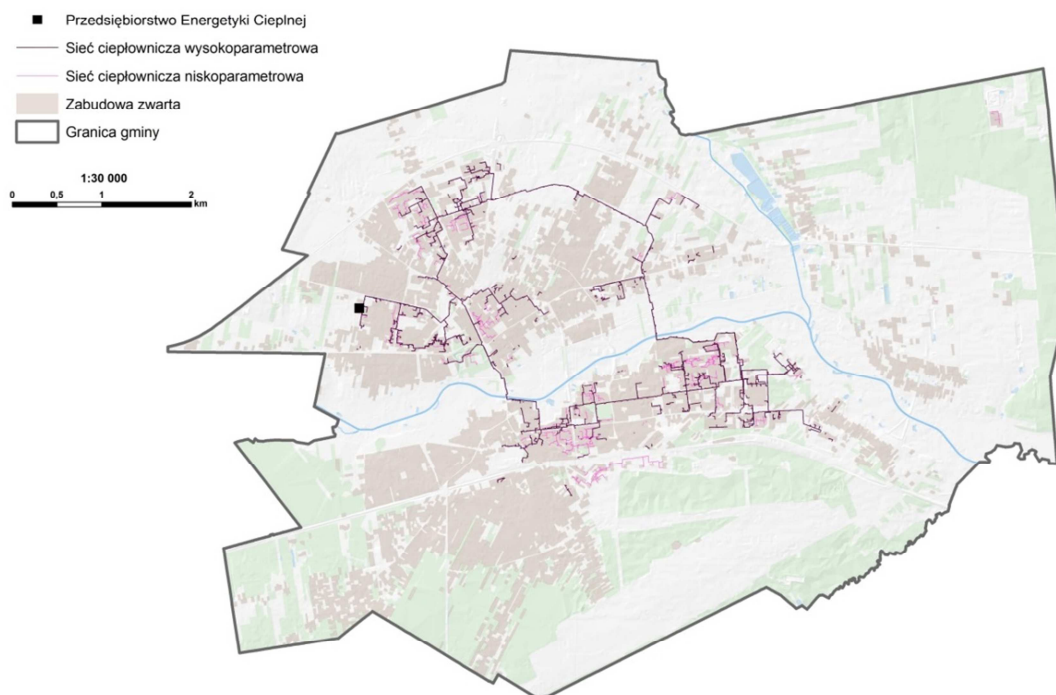 Przedsiębiorstwo Energetyki Cieplnej
Sieć ciepłownicza wysokoparametrowa
Sieć ciepłownicza niskoparametrowa
Zabudowa zwarta
Granica gminy
1:30 000
0 0,5 1 2
km